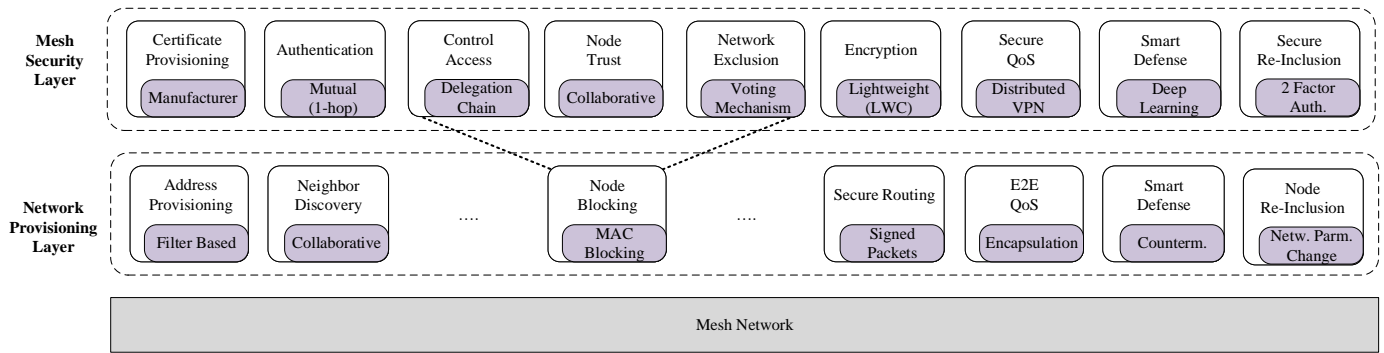 Mesh
Security
Layer
Certificate
Provisioning
Manufacturer
Authentication
Mutual
(1-hop)
Control
Access
Delegation
Chain
Node
Trust
Collaborative
Network
Exclusion
Voting
Mechanism
Encryption
Lightweight
(LWC)
Secure
QoS
Distributed
VPN
Smart
Defense
Deep
Learning
Secure
Re-Inclusion
2 Factor
Auth.
Network
Provisioning
Layer
Address
Provisioning
Filter Based
Neighbor
Discovery
Collaborative
....
Node
Blocking
MAC
Blocking
....
Secure Routing
Signed
Packets
E2E
QoS
Encapsulation
Smart
Defense
Counterm.
Node
Re-Inclusion
Netw. Parm.
Change
Mesh Network